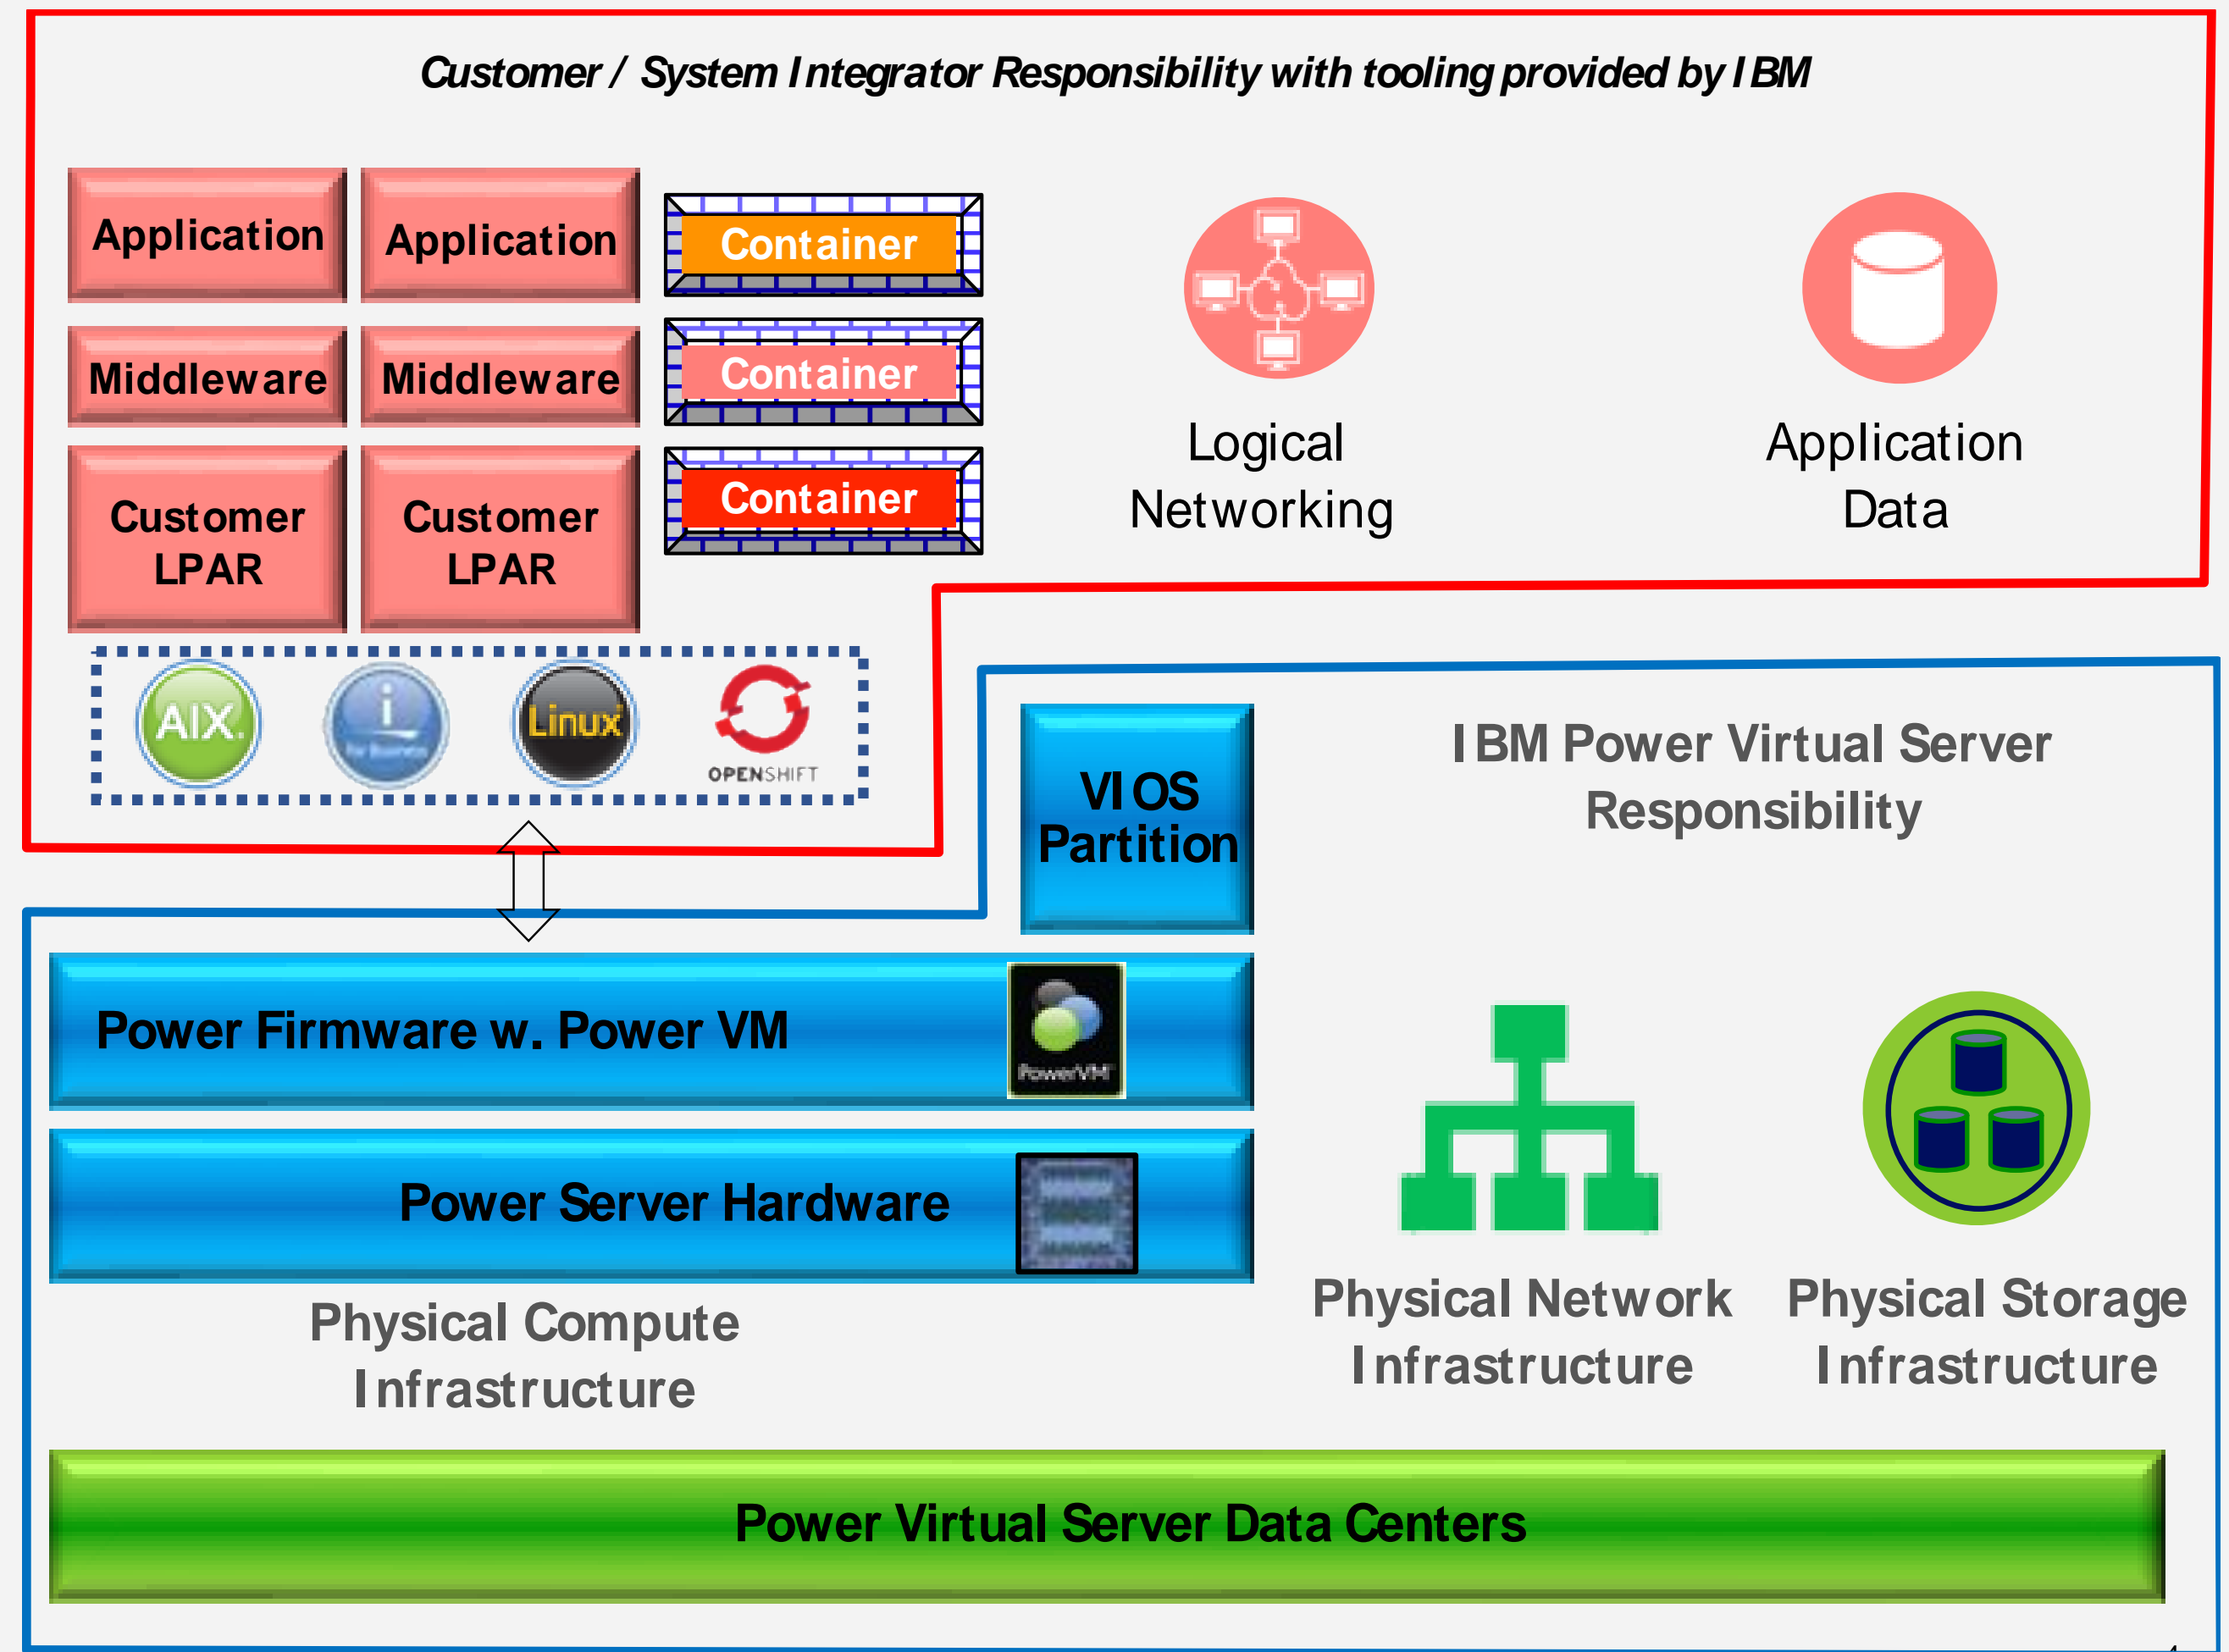 Customer / System Integrator Responsibility with tooling provided by IBM
Application
Application
Container
Middleware
Middleware
Container
Customer
LPAR
Customer
LPAR
Container
Logical
Networking
Application
Data
AIX.
i
for Business
Linux
OPENSHIFT
VIOS
Partition
IBM Power Virtual Server
Responsibility
Power Firmware w. Power VM
PowerVM
Power Server Hardware
Physical Compute
Infrastructure
Physical Network
Infrastructure
Physical Storage
Infrastructure
Power Virtual Server Data Centers